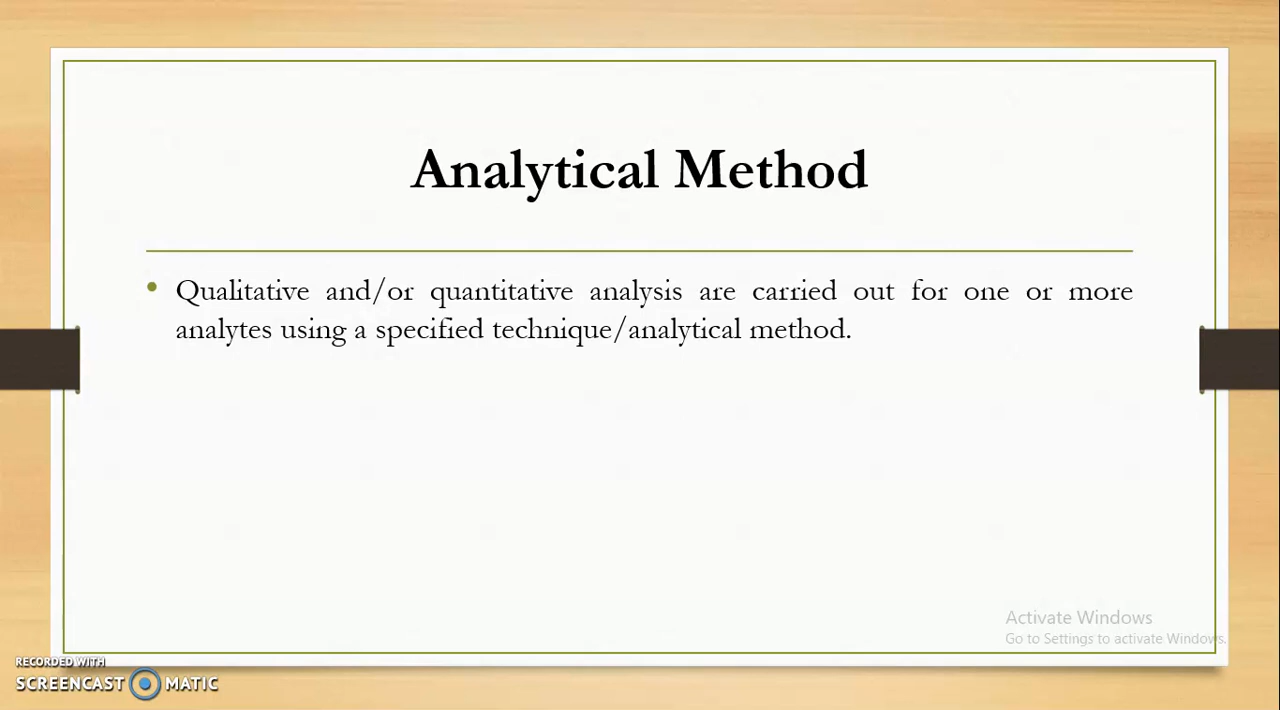 Analytical Method
• Qualitative and/or quantitative analysis are carried out for one or more
analytes using a specified technique/analytical method.
Activate Windows
Go to Settings to activate Windows.
RECORDED WITH
SCREENCAST MATIC